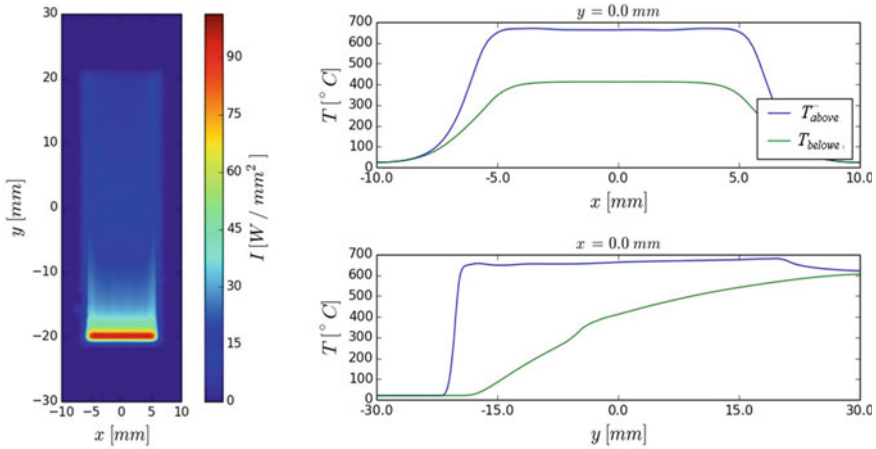 30
20
10
0
−10
−20
−30
−10 −5 0 5 10
x [mm]
y [mm]
90
75
60
45
30
15
0
I [W / mm²]
y = 0.0 mm
700
600
500
400
300
200
100
0
T [°C]
-10.0 -5.0 0.0 5.0 10.0
x [mm]
T above
T belowe
x = 0.0 mm
700
600
500
400
300
200
100
0
T [°C]
-30.0 -15.0 0.0 15.0 30.0
y [mm]